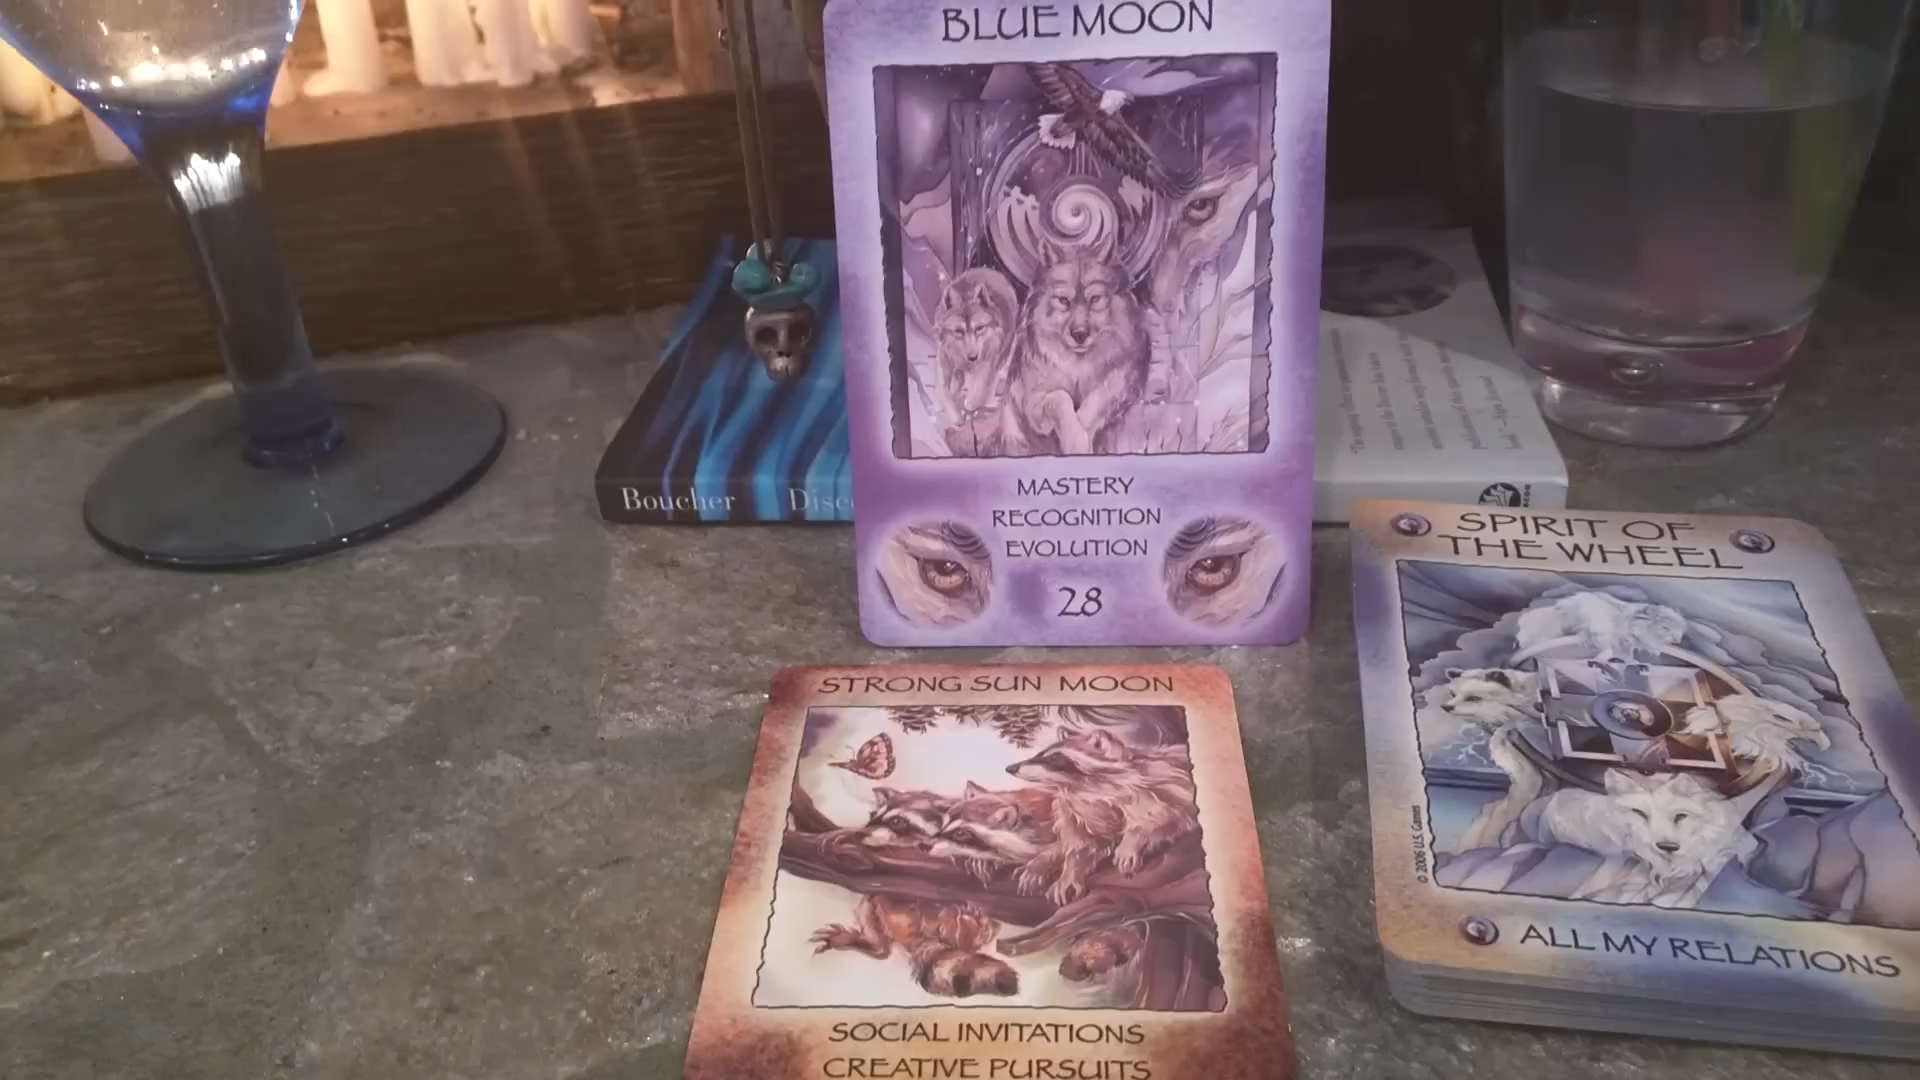 BLUE MOON
MASTERY
RECOGNITION
EVOLUTION
28
Boucher Disc
SPIRIT OF
THE WHEEL
© 2006 U.S. Games
ALL MY RELATIONS
STRONG SUN MOON
SOCIAL INVITATIONS
CREATIVE PURSUITS